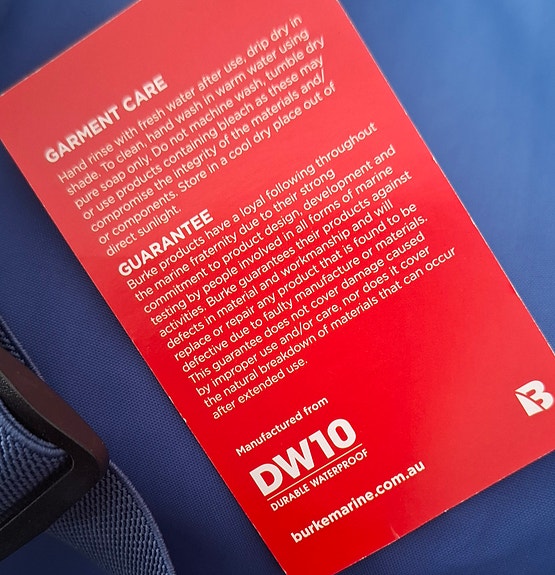 GARMENT CARE
Hand rinse with fresh water after use, drip dry in
shade. To clean, hand wash in warm water using
pure soap only. Do not machine wash, tumble dry
or use products containing bleach as these may
compromise the integrity of the materials and/
or components. Store in a cool dry place out of
direct sunlight.
GUARANTEE
Burke products have a loyal following throughout
the marine fraternity due to their strong
commitment to product design, development and
testing by people involved in all forms of marine
activities. Burke guarantees their products against
defects in material and workmanship and will
replace or repair any product that is found to be
defective due to faulty manufacture or materials.
This guarantee does not cover damage caused
by improper use and/or care, nor does it cover
the natural breakdown of materials that can occur
after extended use.
Manufactured from
DW10
DURABLE WATERPROOF
burkemarine.com.au
B